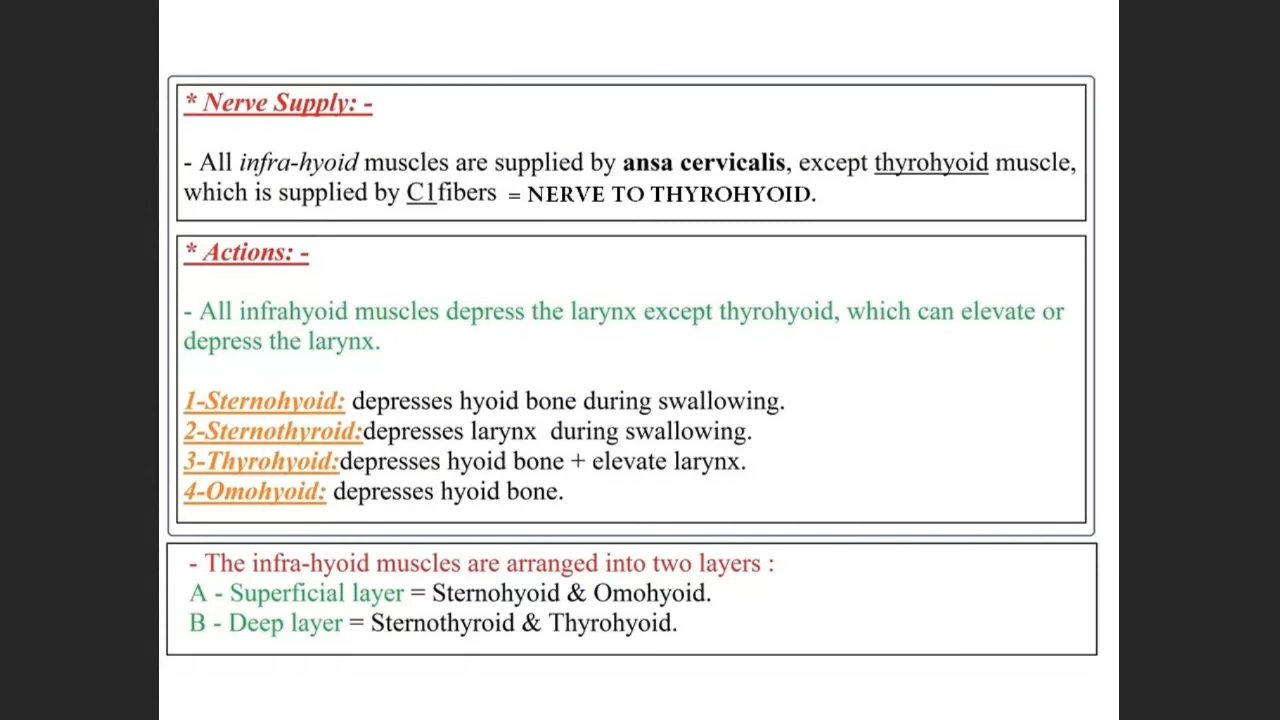 * Nerve Supply: -
- All infra-hyoid muscles are supplied by ansa cervicalis, except thyrohyoid muscle,
which is supplied by C1fibers = NERVE TO THYROHYOID.
* Actions: -
- All infrahyoid muscles depress the larynx except thyrohyoid, which can elevate or
depress the larynx.
1-Sternohyoid: depresses hyoid bone during swallowing.
2-Sternothyroid:depresses larynx during swallowing.
3-Thyrohyoid:depresses hyoid bone + elevate larynx.
4-Omohyoid: depresses hyoid bone.
- The infra-hyoid muscles are arranged into two layers :
A - Superficial layer = Sternohyoid & Omohyoid.
B - Deep layer = Sternothyroid & Thyrohyoid.